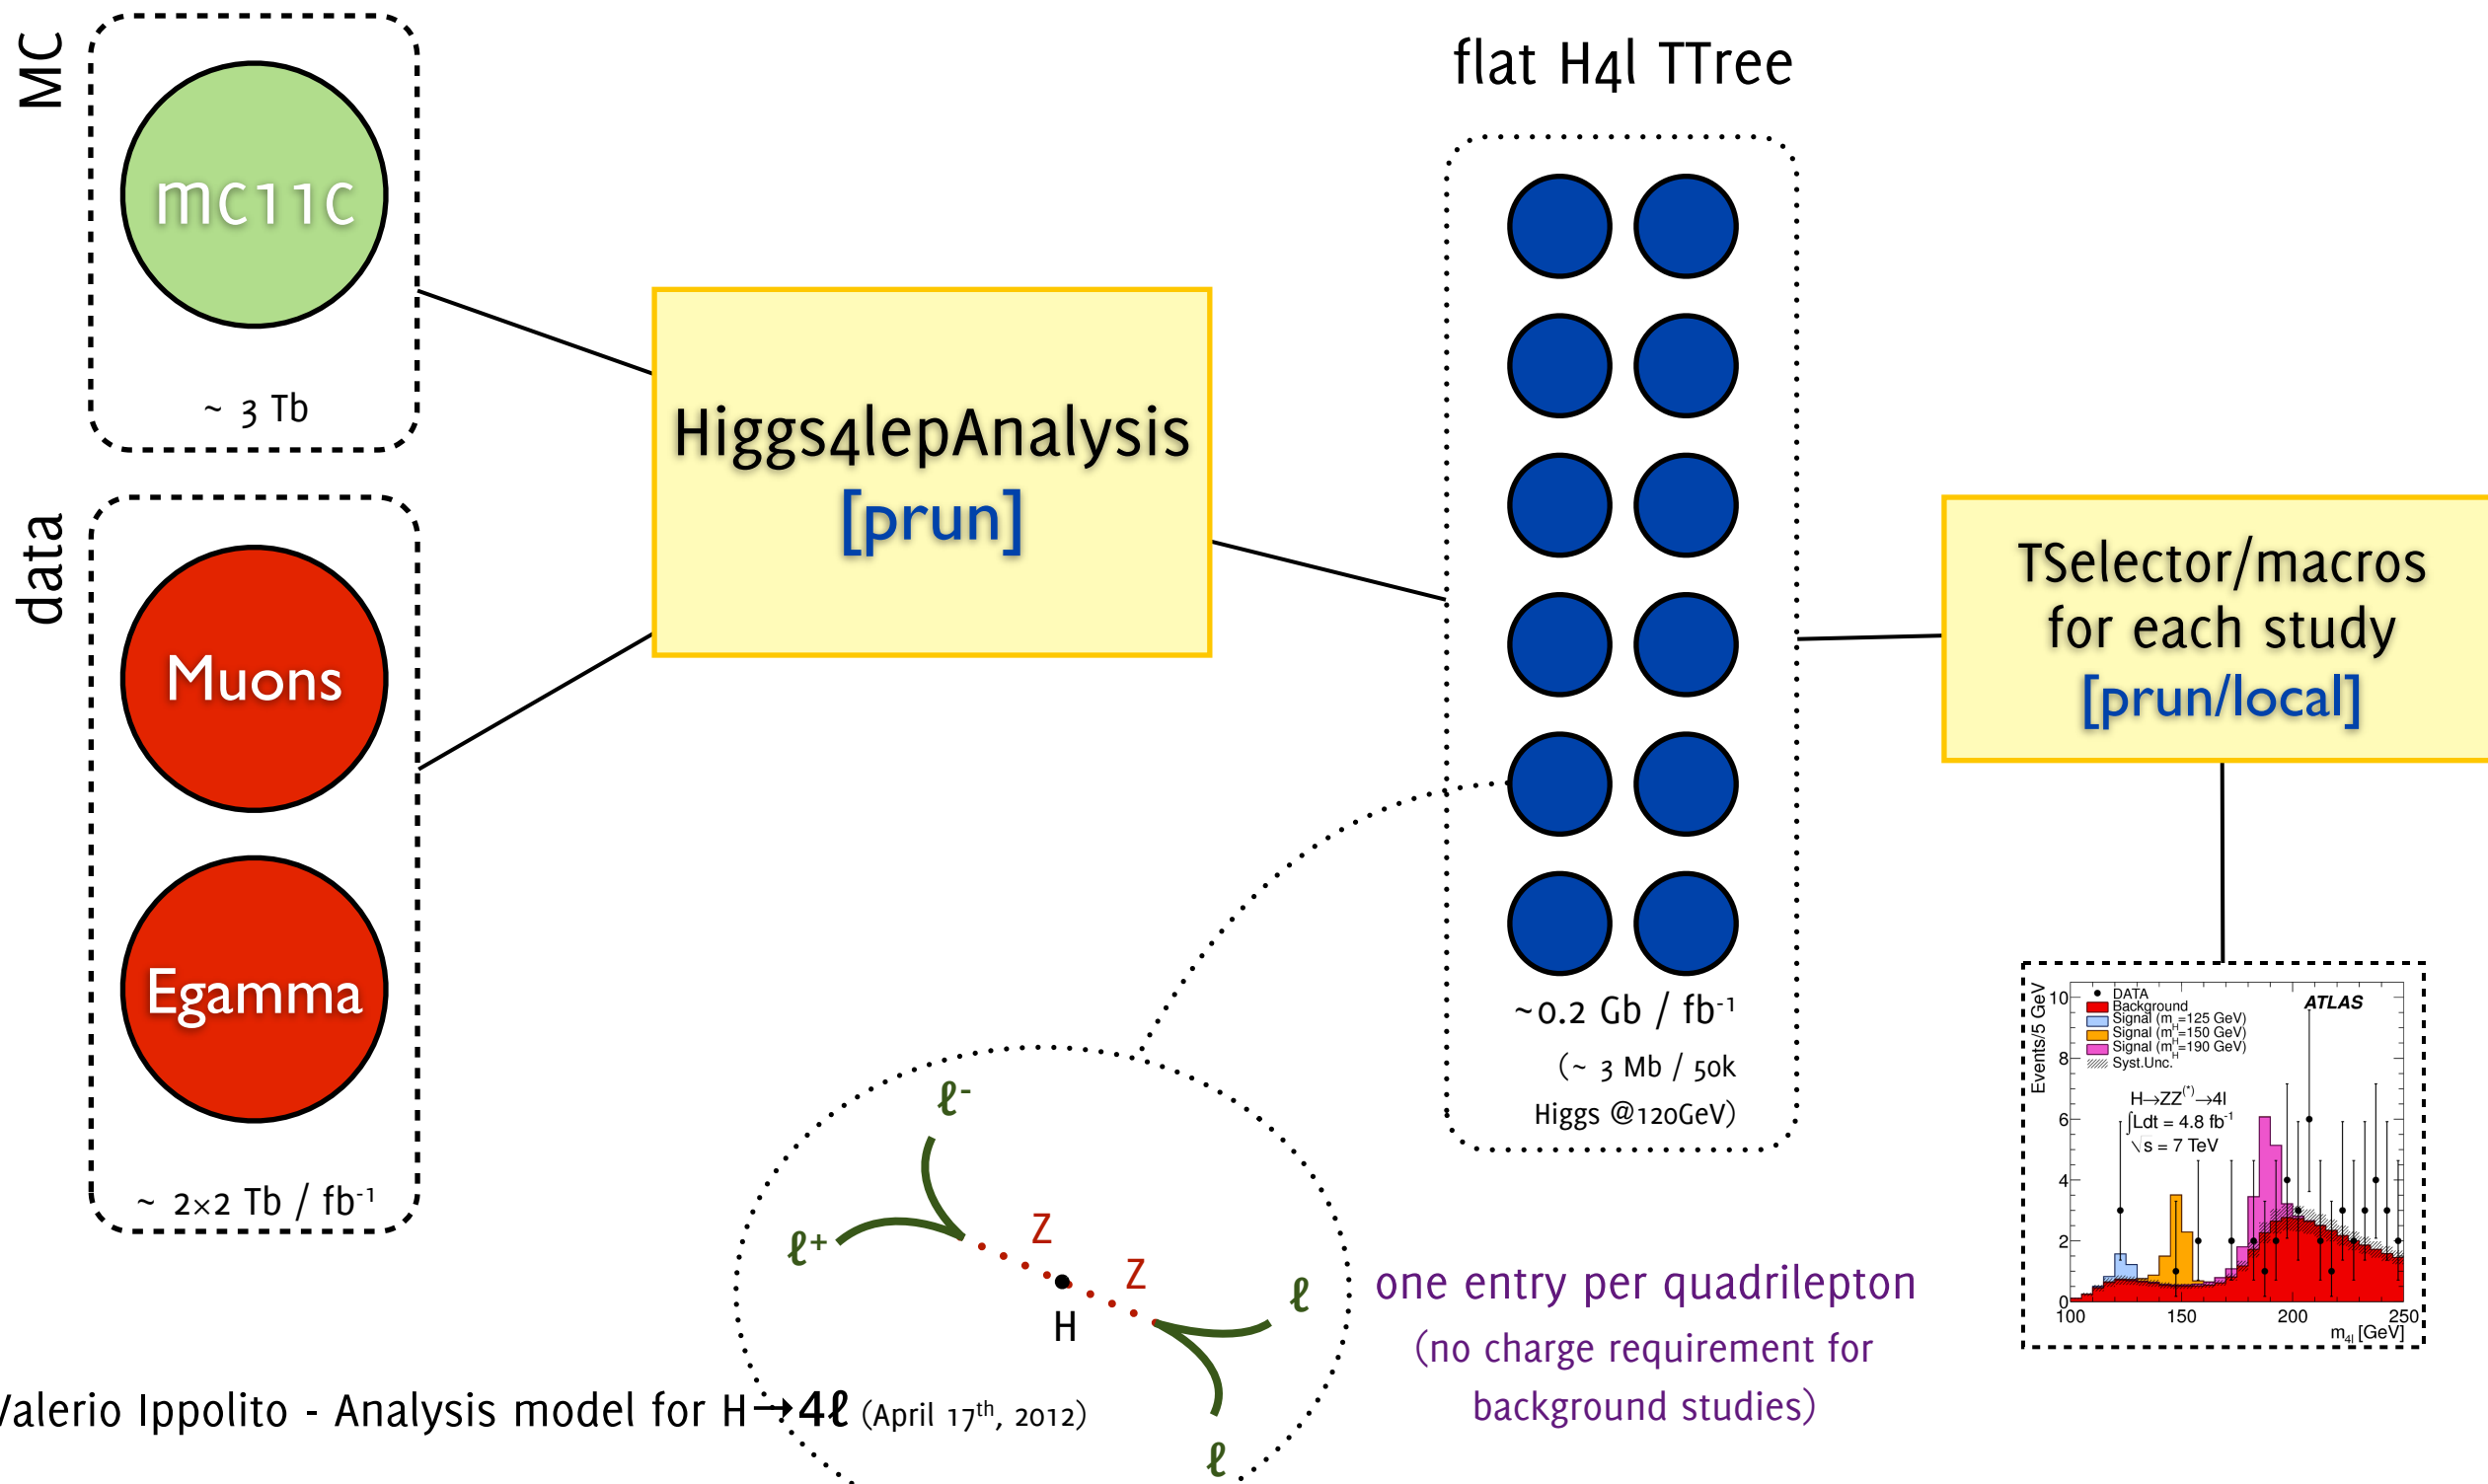 MC
mc11c
~ 3 Tb
data
Muons
Egamma
~ 2×2 Tb / fb⁻¹
Higgs4lepAnalysis
[prun]
flat H4l TTree
~0.2 Gb / fb⁻¹
(~ 3 Mb / 50k
Higgs @120GeV)
TSelector/macros
for each study
[prun/local]
Events/5 GeV
10
8
6
4
2
0
DATA
Background
Signal (m_H=125 GeV)
Signal (m_H=150 GeV)
Signal (m_H=190 GeV)
Syst.Unc.
ATLAS
H→ZZ⁽*⁾→4l
∫Ldt = 4.8 fb⁻¹
√s = 7 TeV
100 150 200 250
m_4l [GeV]
ℓ⁻
ℓ⁺
Z
Z
H
ℓ
ℓ
one entry per quadrilepton
(no charge requirement for
background studies)
Valerio Ippolito - Analysis model for H→4ℓ (April 17th, 2012)